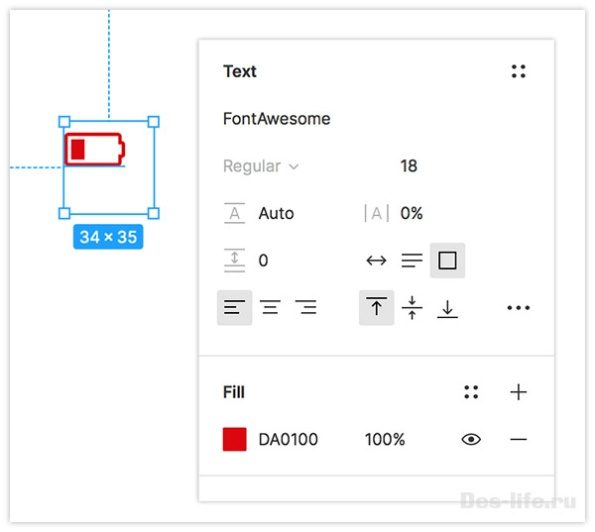 Text
FontAwesome
Regular 18
A Auto |A| 0%
0
34 × 35
Fill
DA0100 100%
Des-life.ru